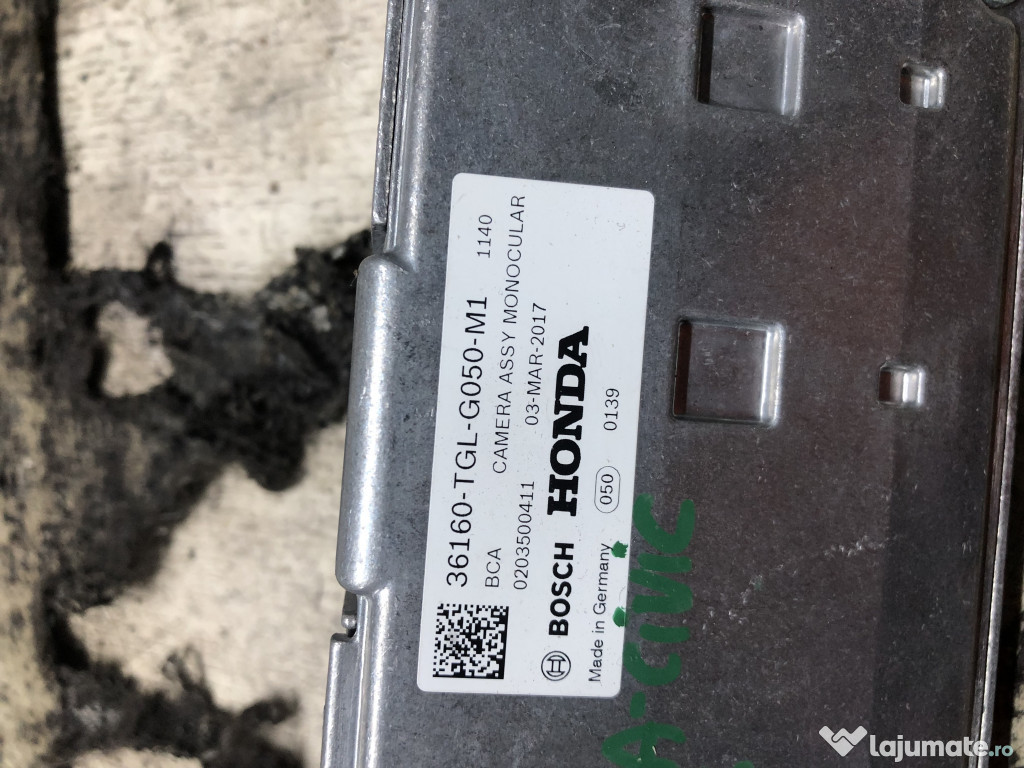 36160-TGL-G050-M1 1140
BCA CAMERA ASSY MONOCULAR
0203500411 03-MAR-2017
BOSCH HONDA
Made in Germany 050 0139
A-CIVIC
lajumate.ro